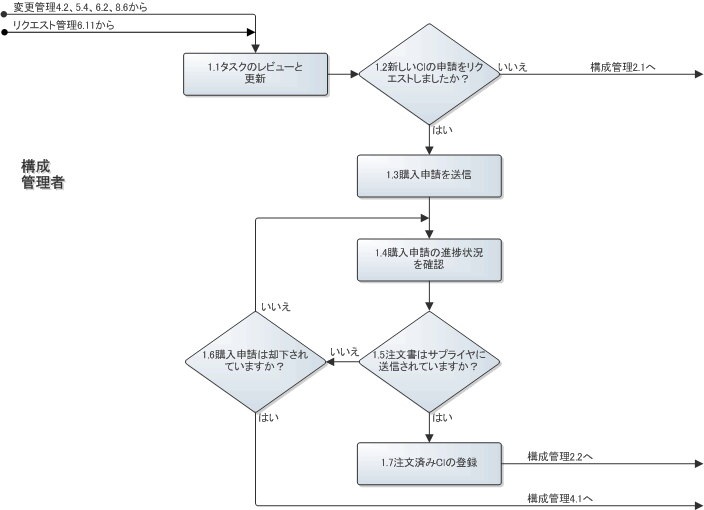 変更管理4.2、5.4、6.2、8.6から
リクエスト管理6.11から
1.1タスクのレビューと
更新
1.2新しいCIの申請をリク
エストしましたか？
いいえ
構成管理2.1へ
はい
構成
管理者
1.3購入申請を送信
1.4購入申請の進捗状況
を確認
いいえ
1.6購入申請は却下され
ていますか？
いいえ
1.5注文書はサプライヤに
送信されていますか？
はい
はい
1.7注文済みCIの登録
構成管理2.2へ
構成管理4.1へ